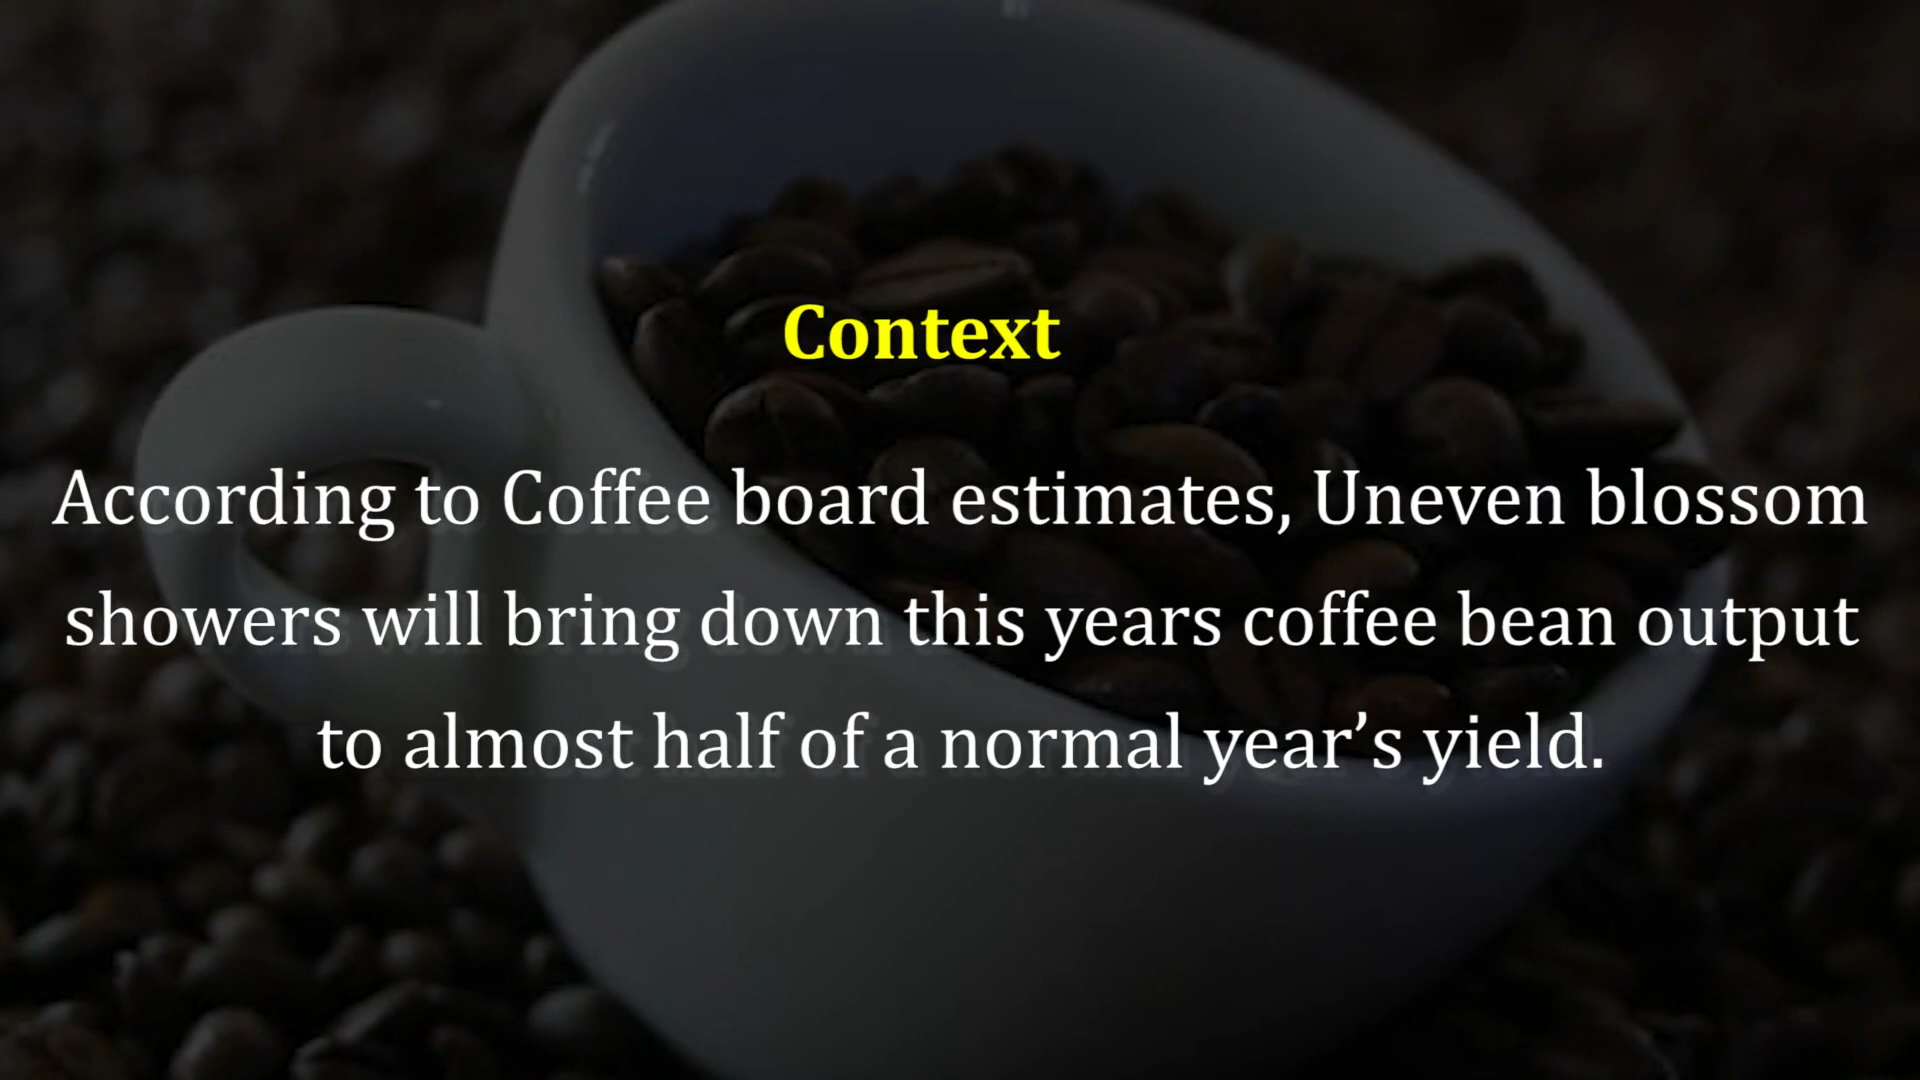 Context
According to Coffee board estimates, Uneven blossom
showers will bring down this years coffee bean output
to almost half of a normal year’s yield.